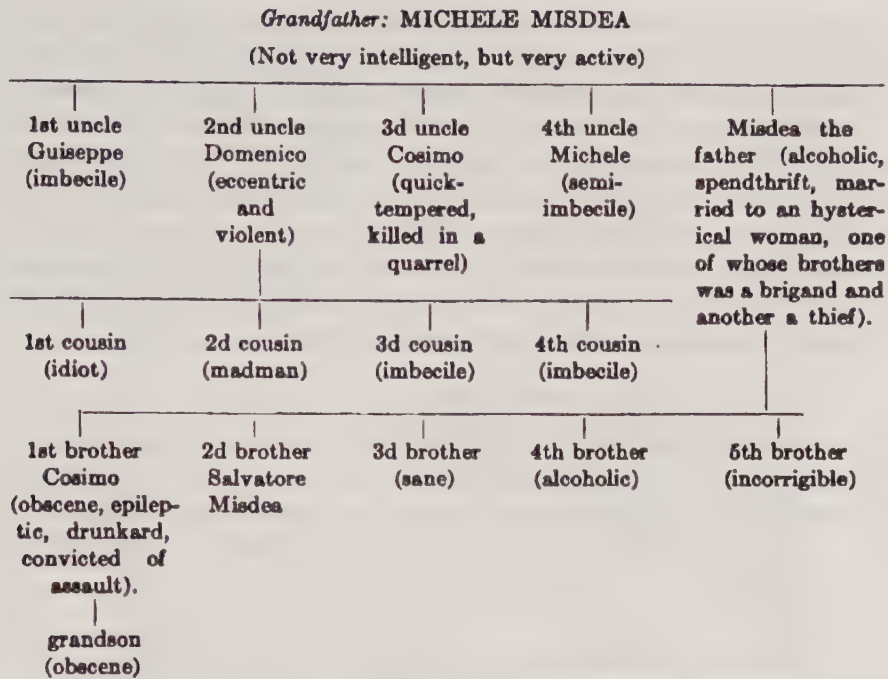 Grandfather: MICHELE MISDEA
(Not very intelligent, but very active)
1st uncle
Guiseppe
(imbecile)
2nd uncle
Domenico
(eccentric
and
violent)
3d uncle
Cosimo
(quick-
tempered,
killed in a
quarrel)
4th uncle
Michele
(semi-
imbecile)
Misdea the
father (alcoholic,
spendthrift, mar-
ried to an hyster-
ical woman, one
of whose brothers
was a brigand and
another a thief).
1st cousin
(idiot)
2d cousin
(madman)
3d cousin
(imbecile)
4th cousin
(imbecile)
1st brother
Cosimo
(obscene, epilep-
tic, drunkard,
convicted of
assault).
2d brother
Salvatore
Misdea
3d brother
(sane)
4th brother
(alcoholic)
5th brother
(incorrigible)
grandson
(obscene)